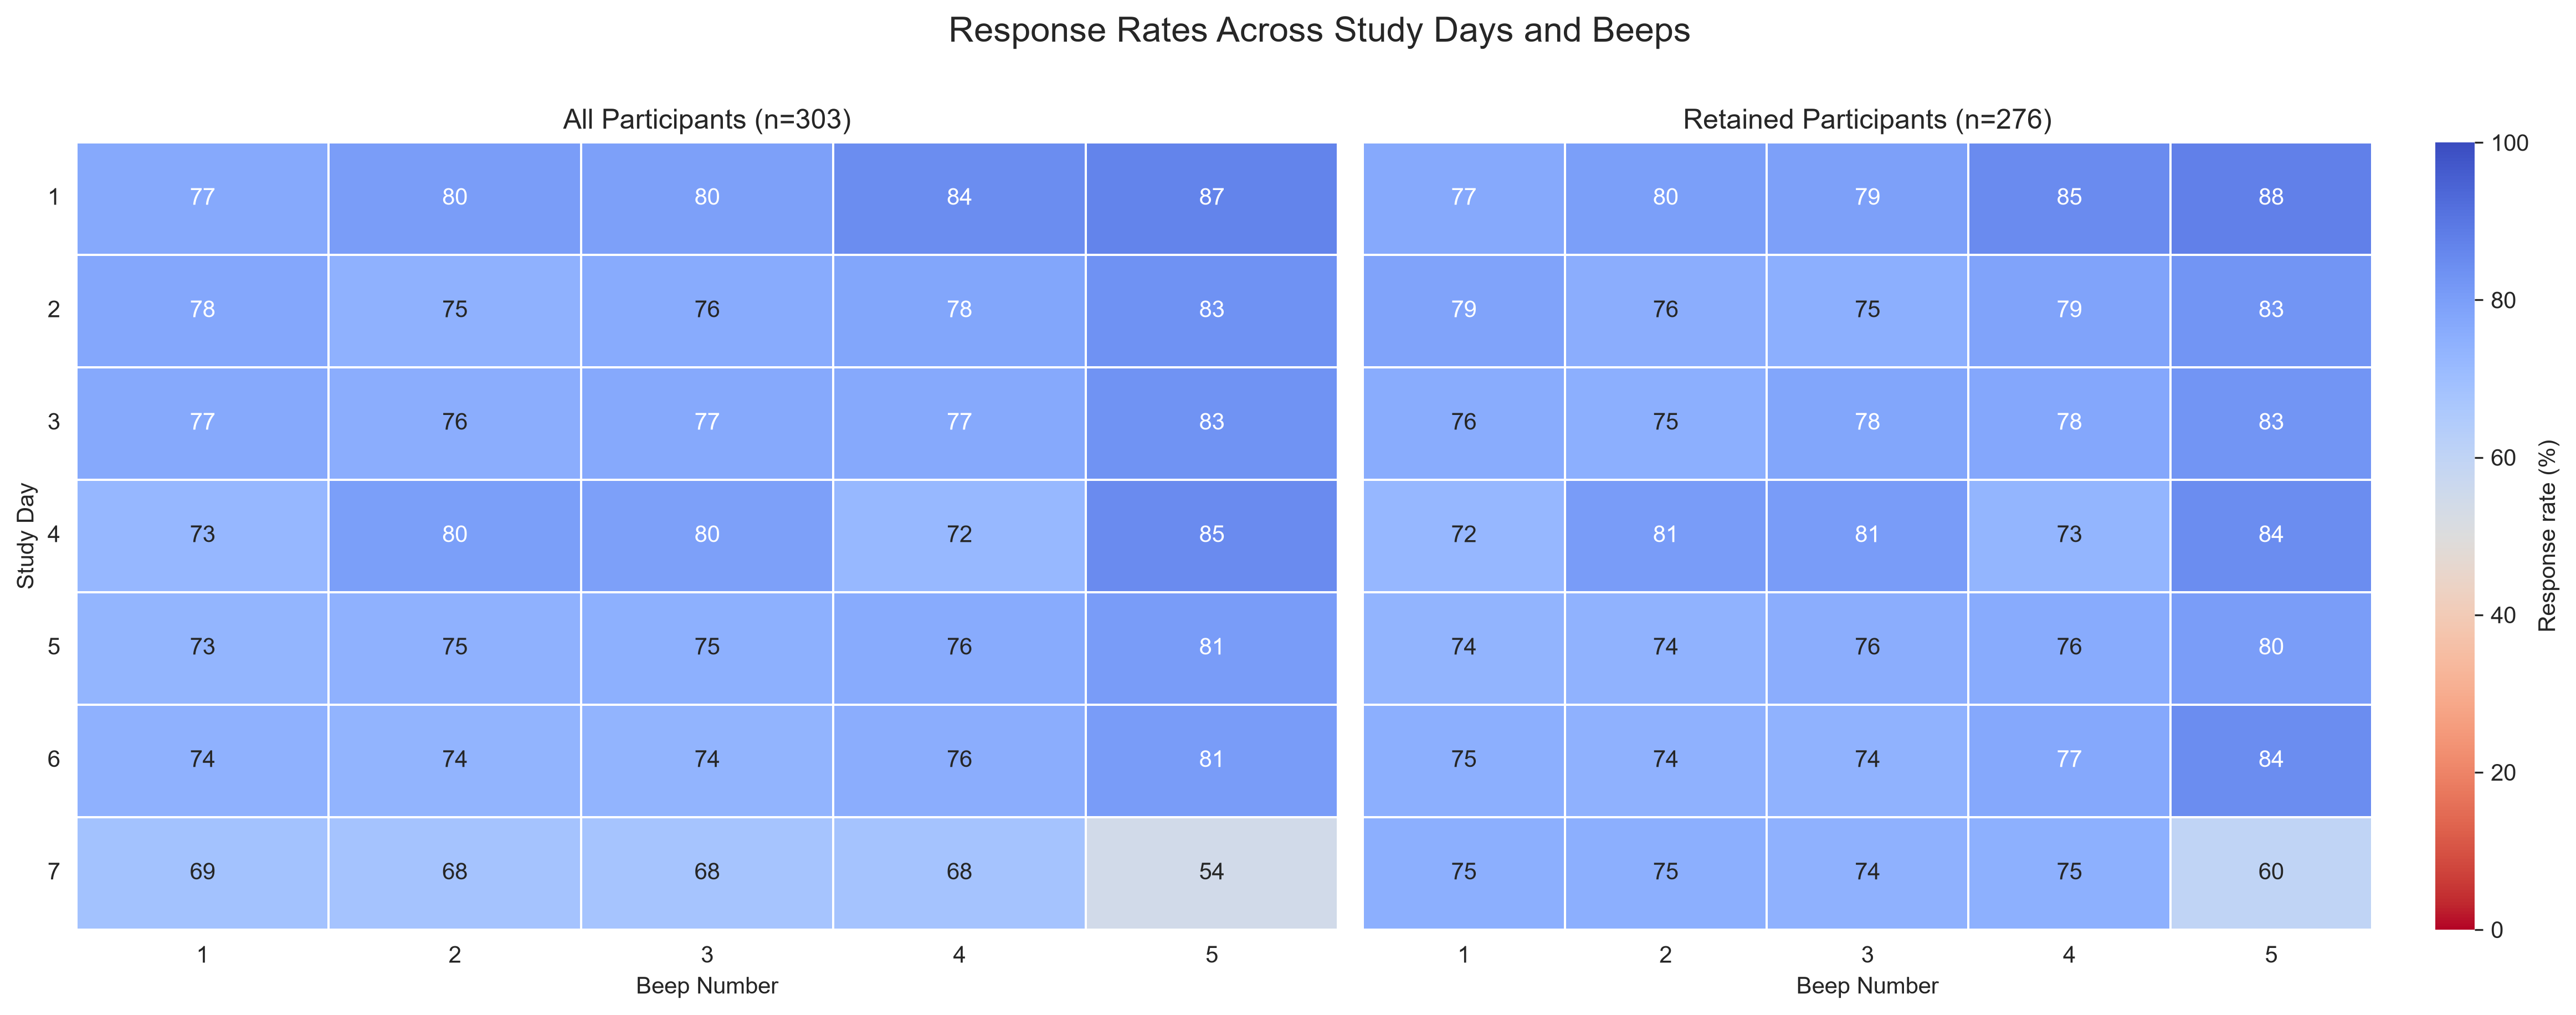 Response Rates Across Study Days and Beeps
All Participants (n=303)
Retained Participants (n=276)
1 77 80 80 84 87 77 80 79 85 88
2 78 75 76 78 83 79 76 75 79 83
3 77 76 77 77 83 76 75 78 78 83
4 73 80 80 72 85 72 81 81 73 84
5 73 75 75 76 81 74 74 76 76 80
6 74 74 74 76 81 75 74 74 77 84
7 69 68 68 68 54 75 75 74 75 60
1 2 3 4 5 1 2 3 4 5
Beep Number
Beep Number
Study Day
100
80
60
40
20
0
Response rate (%)